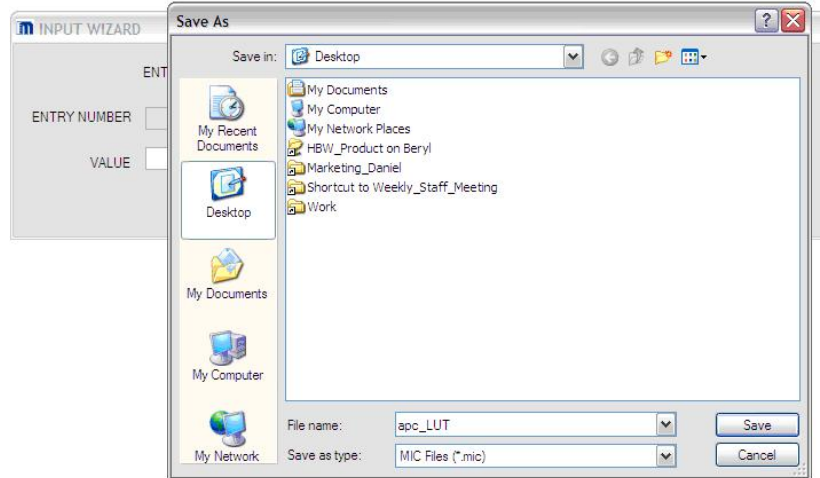 INPUT WIZARD
ENT
ENTRY NUMBER
VALUE
Save As
Save in:
Desktop
My Recent
Documents
Desktop
My Documents
My Computer
My Network
My Documents
My Computer
My Network Places
HBW_Product on Beryl
Marketing_Daniel
Shortcut to Weekly_Staff_Meeting
Work
File name:
apc_LUT
Save
Save as type:
MIC Files (*.mic)
Cancel